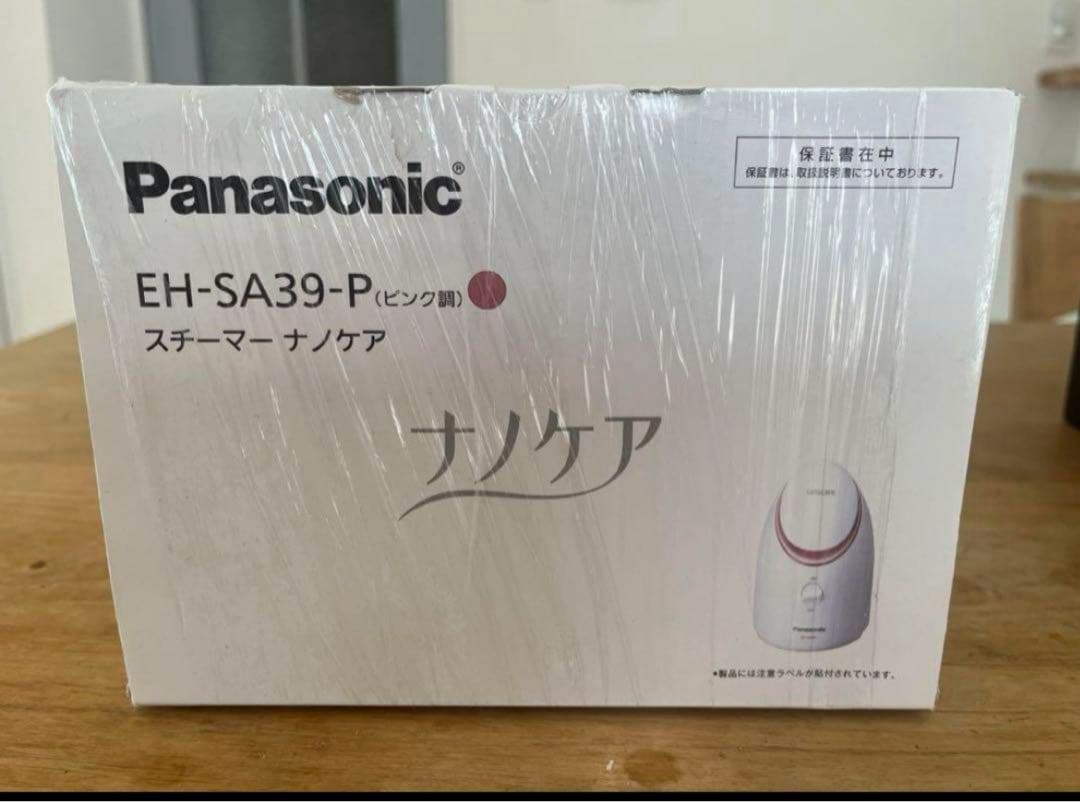 Panasonic®
保証書在中
保証書は、取扱説明書についております。
EH-SA39-P(ピンク調)
スチーマー ナノケア
ナノケア
Panasonic
•製品には注意ラベルが貼付されています。